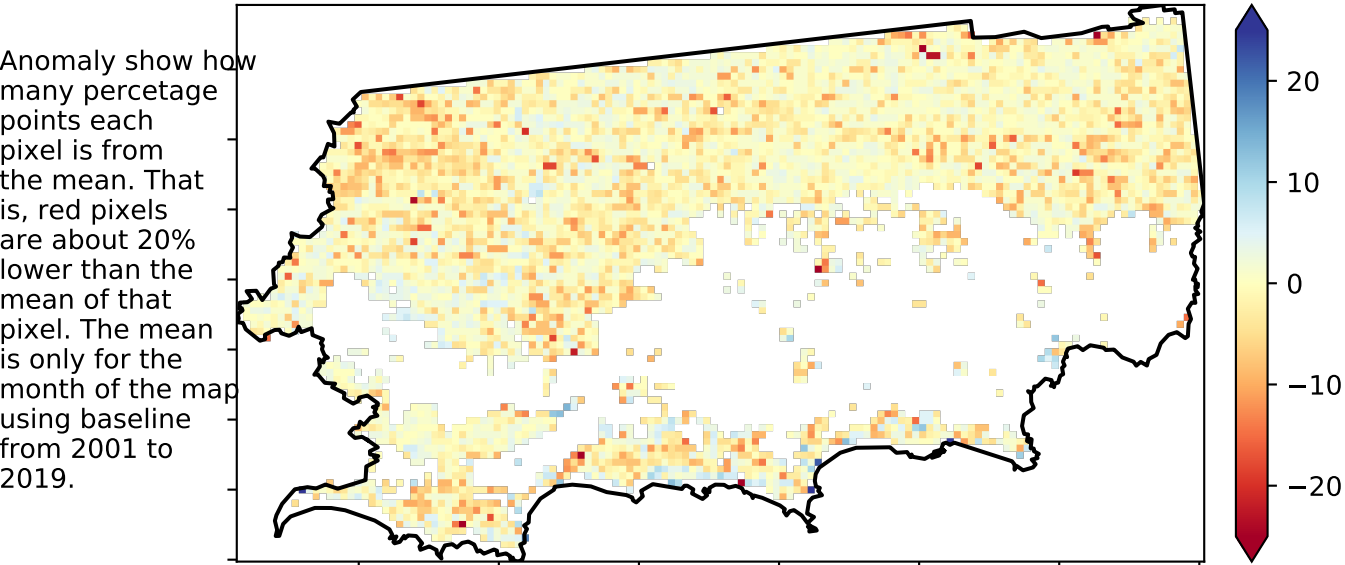 Anomaly show how
many percetage
points each
pixel is from
the mean. That
is, red pixels
are about 20%
lower than the
mean of that
pixel. The mean
is only for the
month of the map
using baseline
from 2001 to
2019.
20
10
0
−10
−20